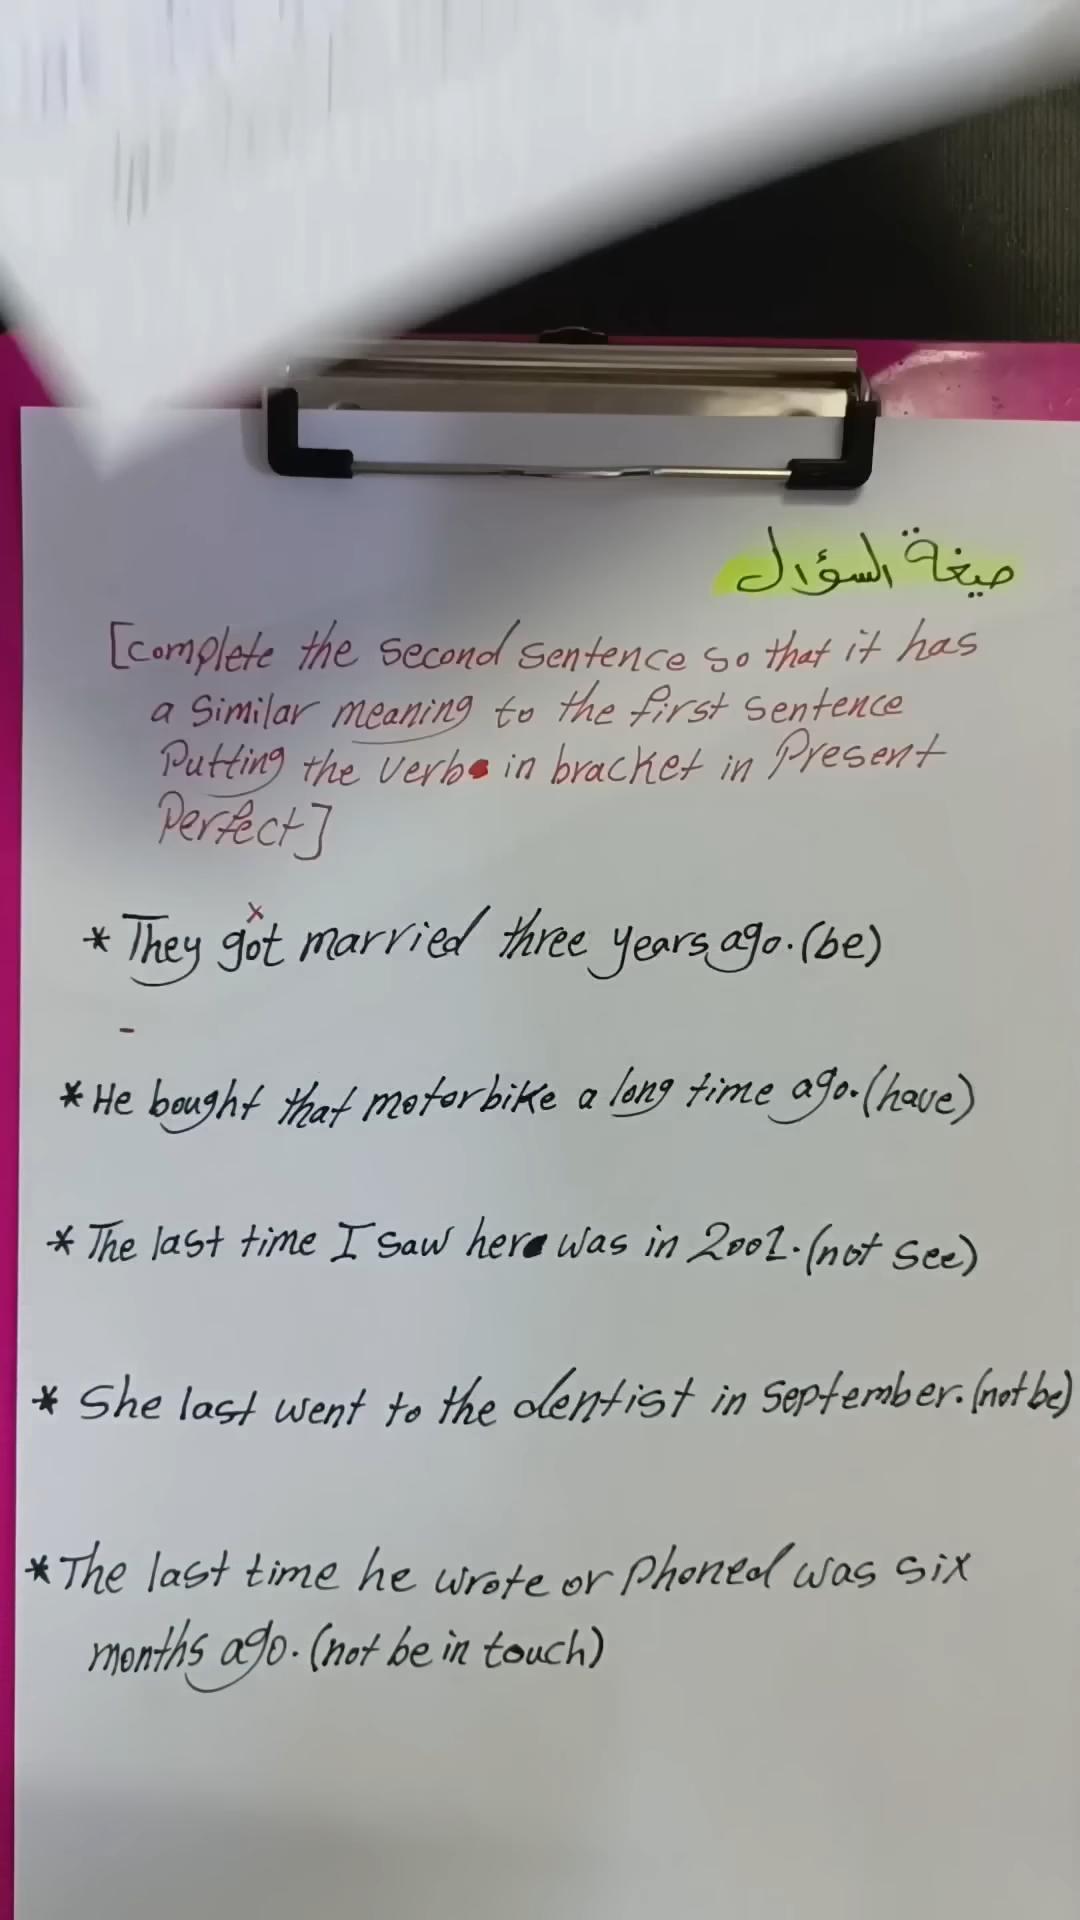 صيغة السؤال
[complete the second sentence so that it has
a similar meaning to the first sentence
Putting the verb in bracket in Present
Perfect]
x
* They got married three years ago. (be)
-
* He bought that motorbike a long time ago. (have)
* The last time I saw her was in 2001. (not see)
* She last went to the dentist in September. (not be)
* The last time he wrote or Phoned was six
months ago. (not be in touch)